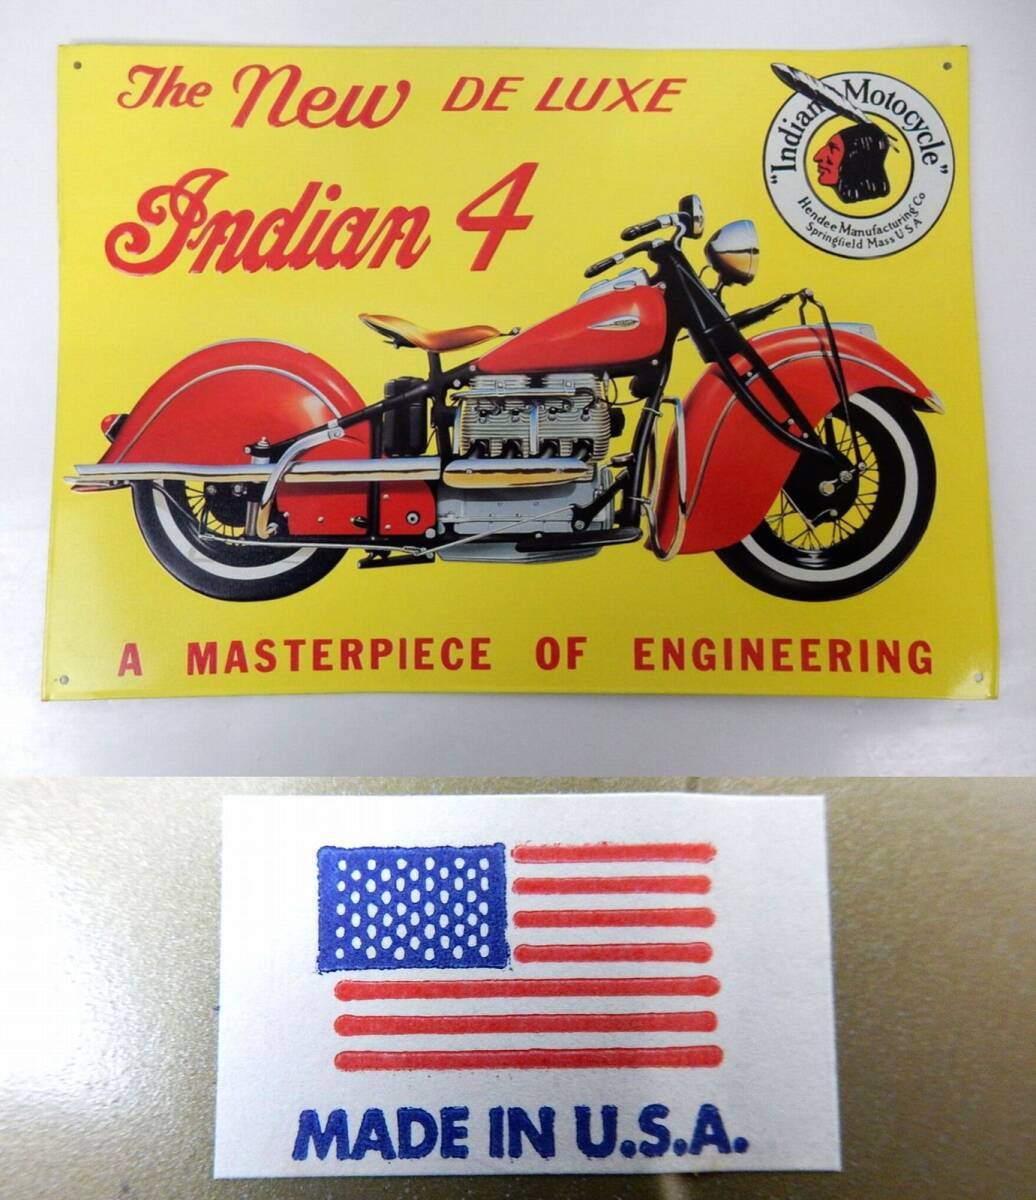 The New DE LUXE
Indian 4
"Indian Motocycle"
Hendee Manufacturing Co
Springfield Mass USA
A MASTERPIECE OF ENGINEERING
MADE IN U.S.A.